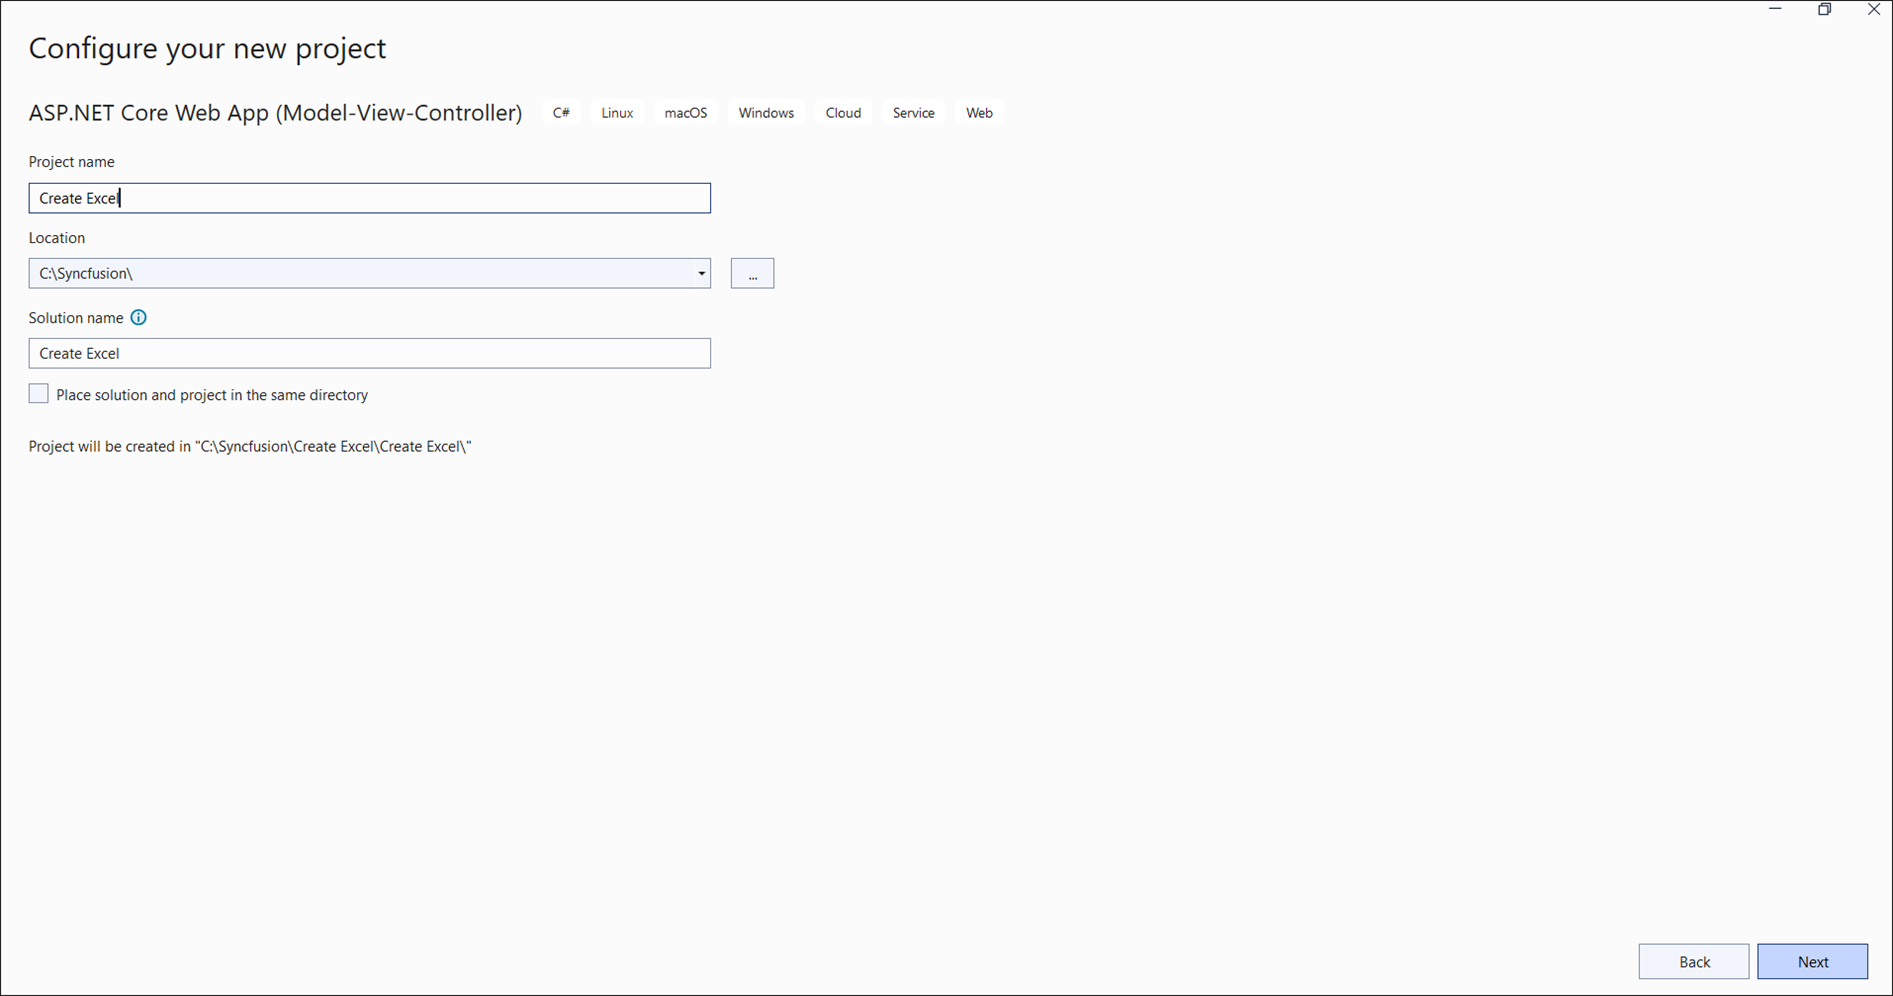 Configure your new project
ASP.NET Core Web App (Model-View-Controller) C# Linux macOS Windows Cloud Service Web
Project name
Create Excel
Location
C:\Syncfusion\
...
Solution name
Create Excel
Place solution and project in the same directory
Project will be created in "C:\Syncfusion\Create Excel\Create Excel\"
Back Next